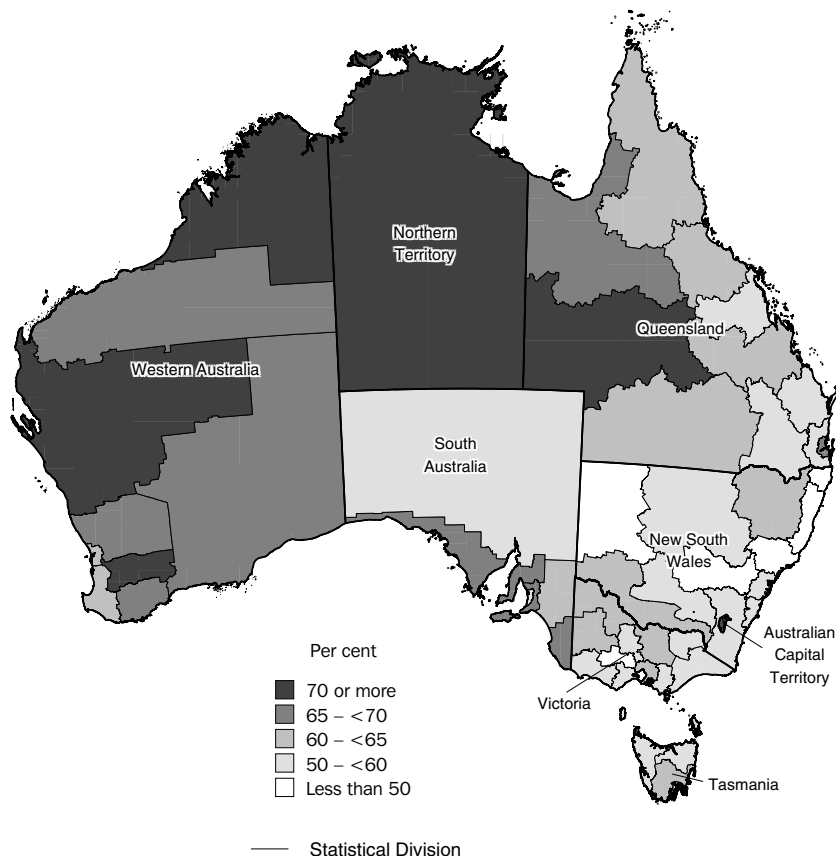 Northern
Territory
Queensland
Western Australia
South
Australia
New South
Wales
Australian
Capital
Territory
Victoria
Tasmania
Per cent
70 or more
65 – <70
60 – <65
50 – <60
Less than 50
Statistical Division